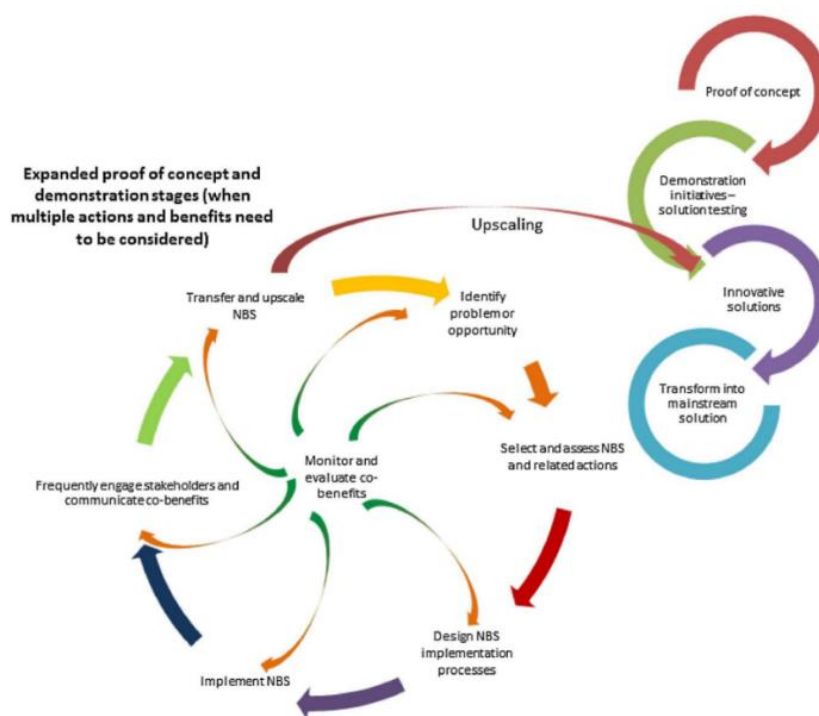 Proof of concept
Expanded proof of concept and
demonstration stages (when
multiple actions and benefits need
to be considered)
Demonstration
initiatives–
solution testing
Upscaling
Transfer and upscale
NBS
Identify
problem or
opportunity
Innovative
solutions
Transform into
mainstream
solution
Select and assess NBS
and related actions
Monitor and
evaluate co-
benefits
Frequently engage stakeholders and
communicate co-benefits
Design NBS
implementation
processes
Implement NBS